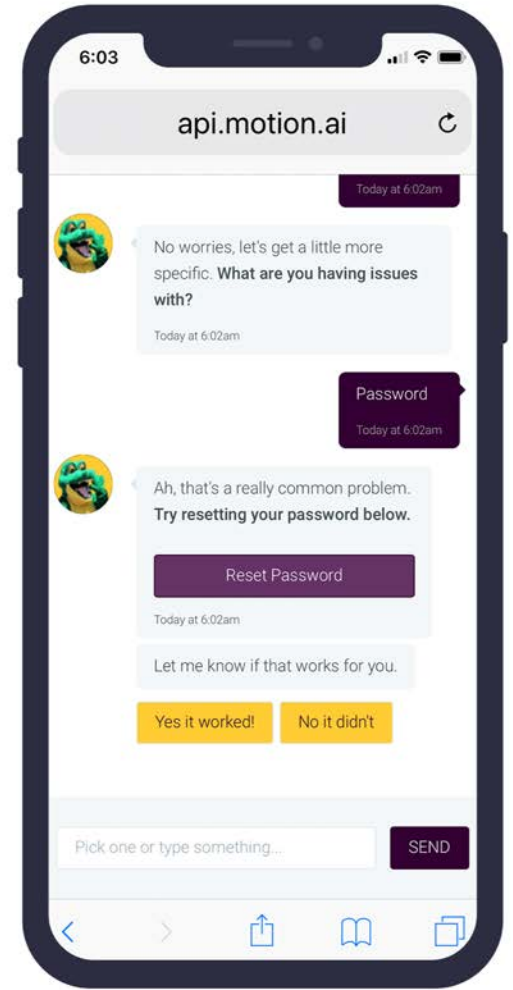 6:03
api.motion.ai
Today at 6:02am
No worries, let's get a little more
specific. What are you having issues
with?
Today at 6:02am
Password
Today at 6:02am
Ah, that's a really common problem.
Try resetting your password below.
Reset Password
Today at 6:02am
Let me know if that works for you.
Yes it worked! No it didn't
Pick one or type something... SEND